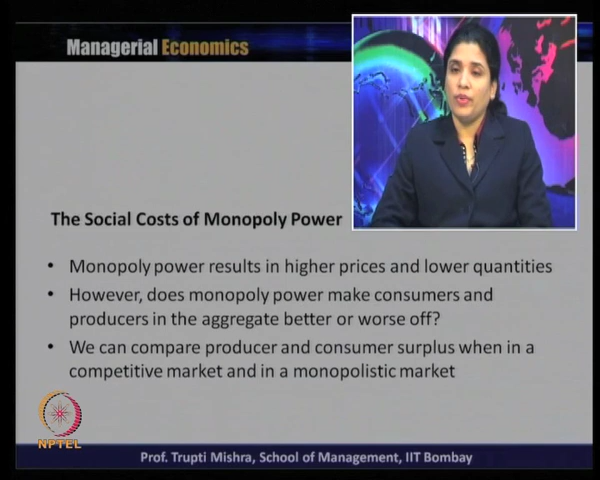 Managerial Economics
The Social Costs of Monopoly Power
• Monopoly power results in higher prices and lower quantities
• However, does monopoly power make consumers and
producers in the aggregate better or worse off?
• We can compare producer and consumer surplus when in a
competitive market and in a monopolistic market
NPTEL
Prof. Trupti Mishra, School of Management, IIT Bombay